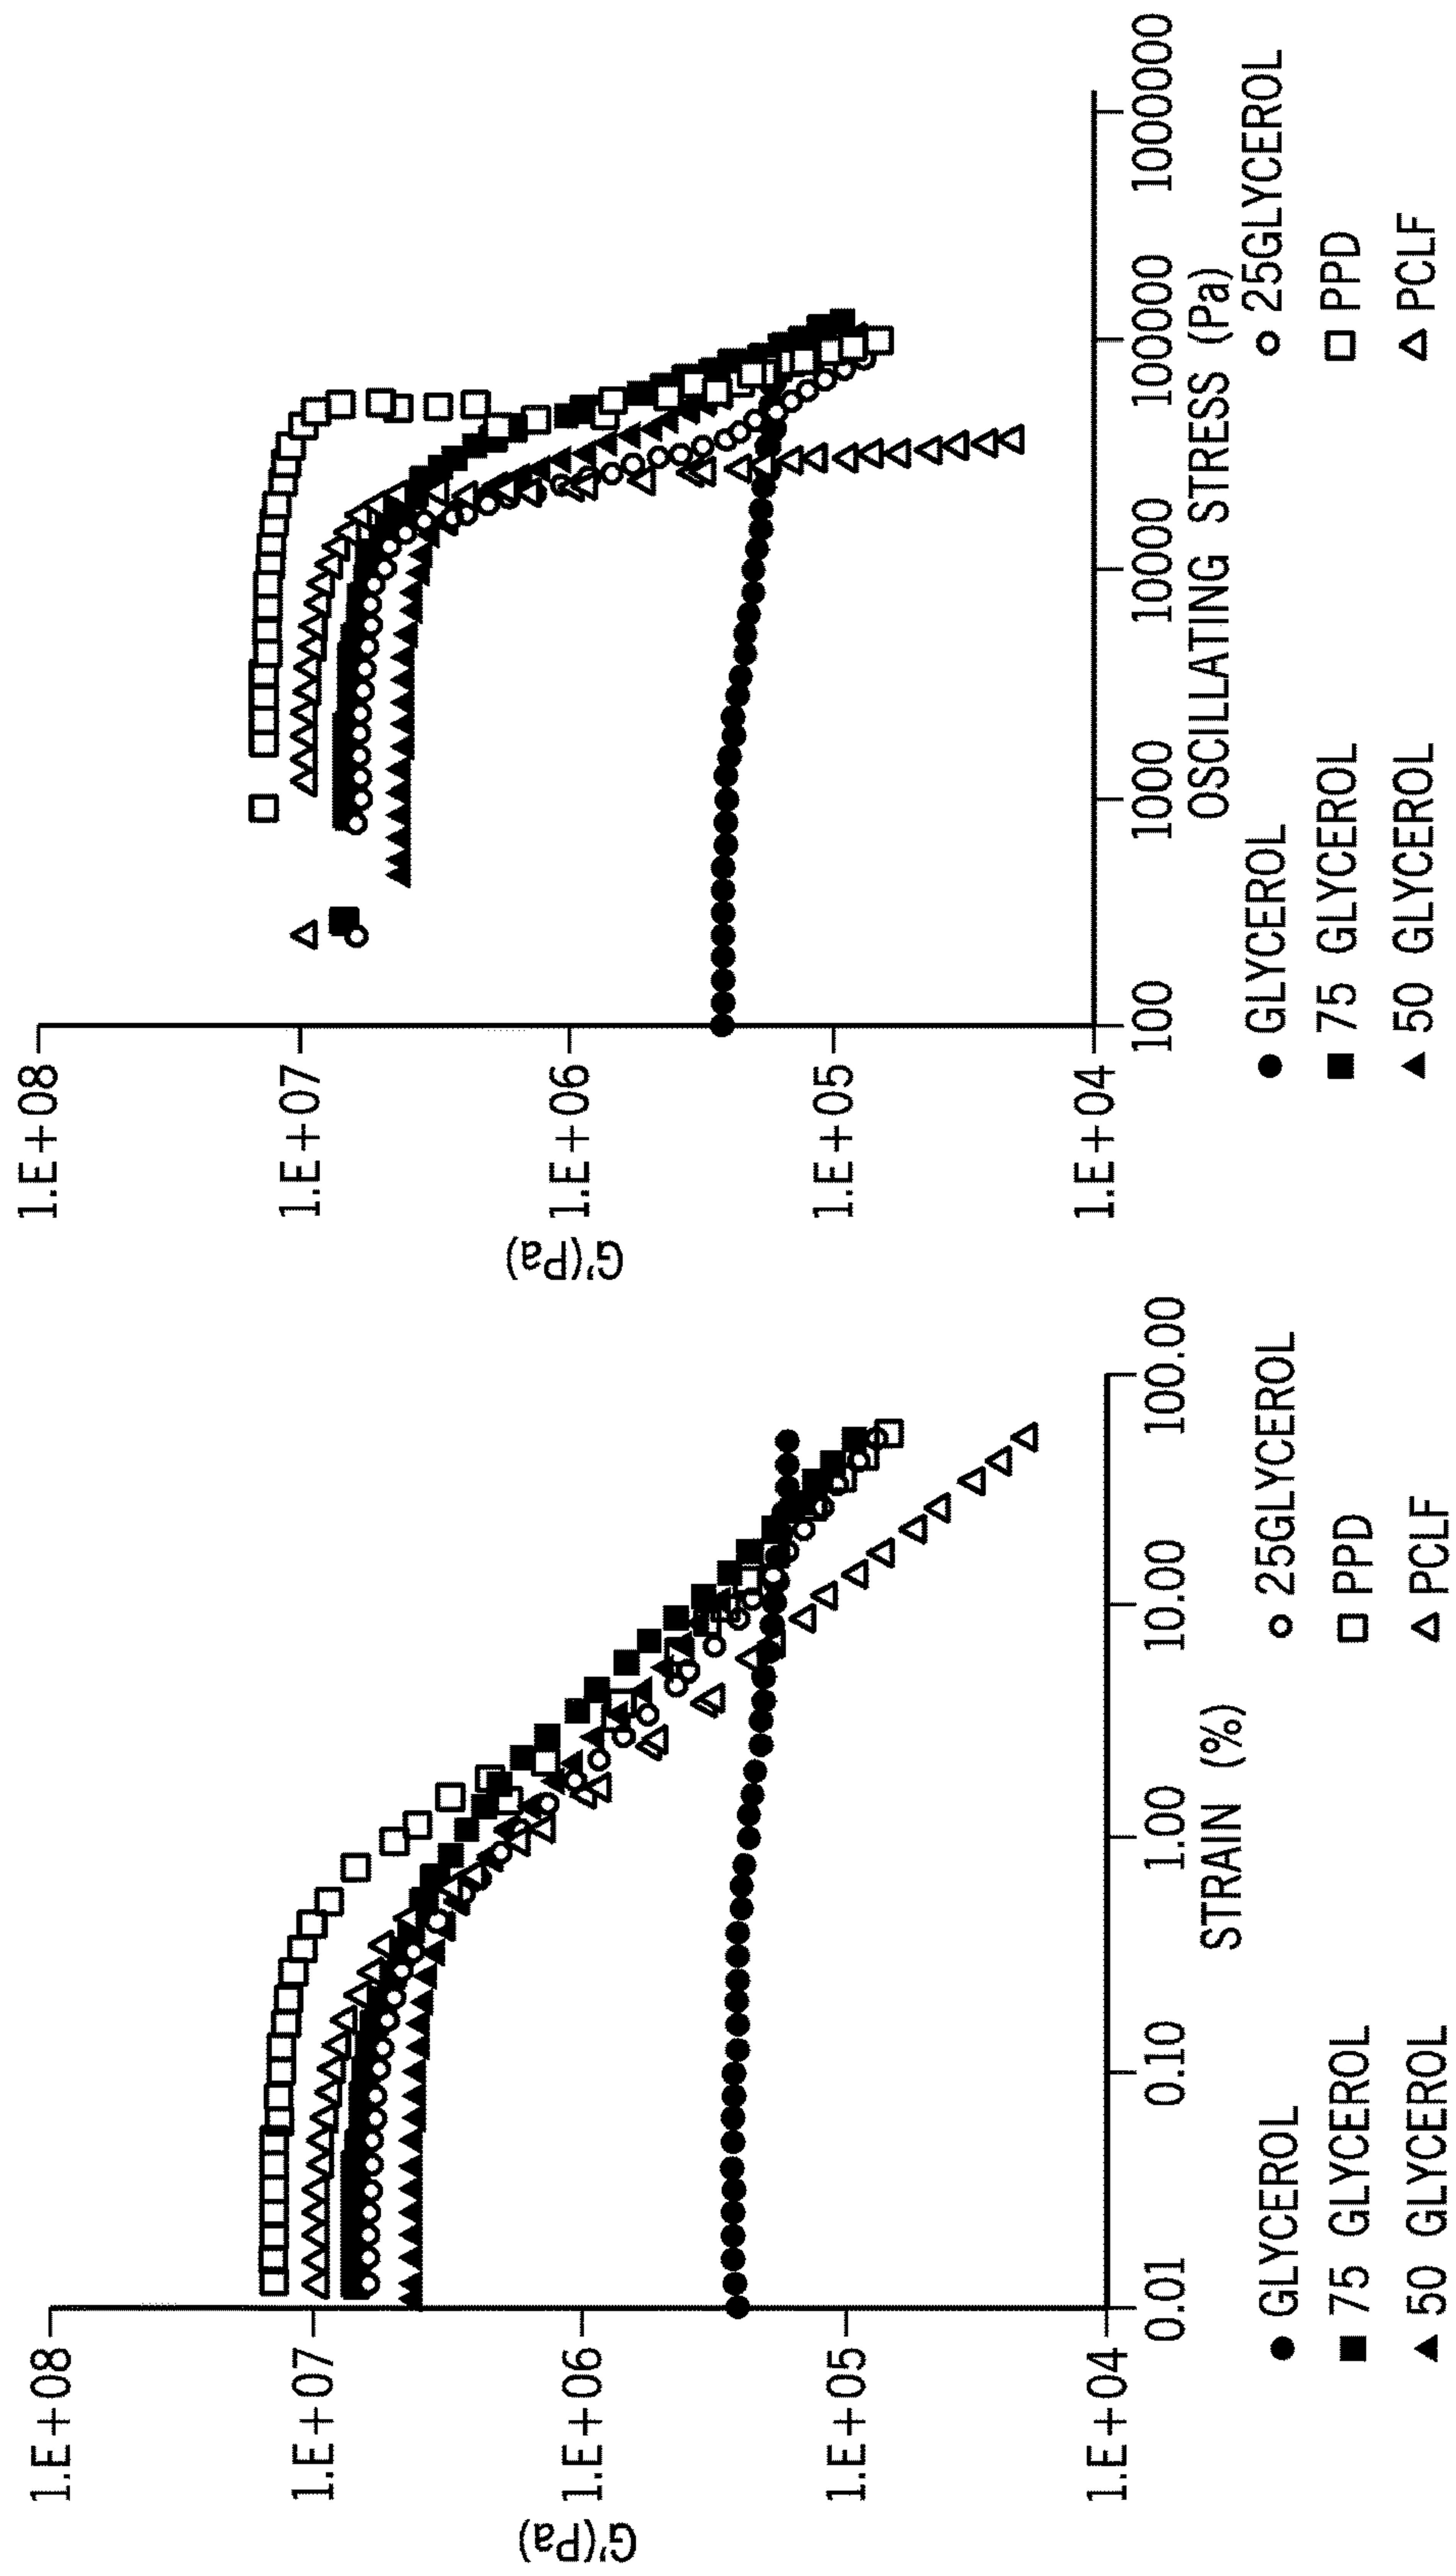 1.E+08
1.E+07
1.E+06
1.E+05
1.E+04
G'(Pa)
0.01
0.10
1.00
10.00
100.00
STRAIN (%)
GLYCEROL
25GLYCEROL
75 GLYCEROL
PPD
50 GLYCEROL
PCLF
1.E+08
1.E+07
1.E+06
1.E+05
1.E+04
G'(Pa)
100
1000
10000
100000
1000000
OSCILLATING STRESS (Pa)
GLYCEROL
25GLYCEROL
75 GLYCEROL
PPD
50 GLYCEROL
PCLF